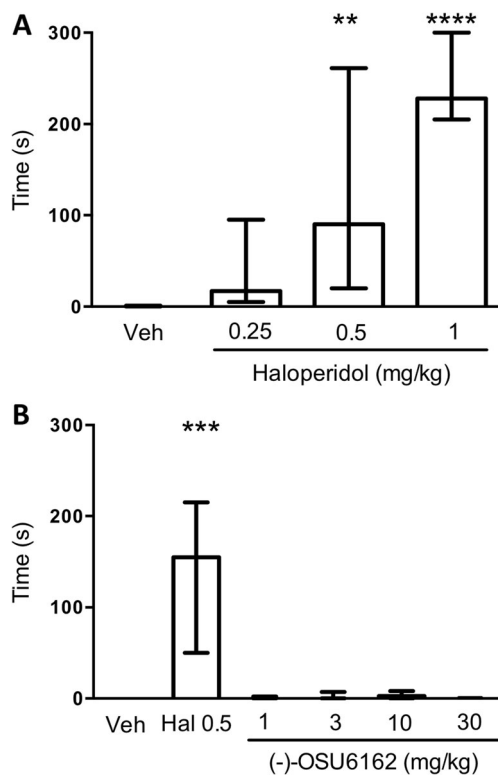 A
** ****
300
200
100
0
Time (s)
Veh 0.25 0.5 1
Haloperidol (mg/kg)
B
***
300
200
100
0
Time (s)
Veh Hal 0.5 1 3 10 30
(-)-OSU6162 (mg/kg)